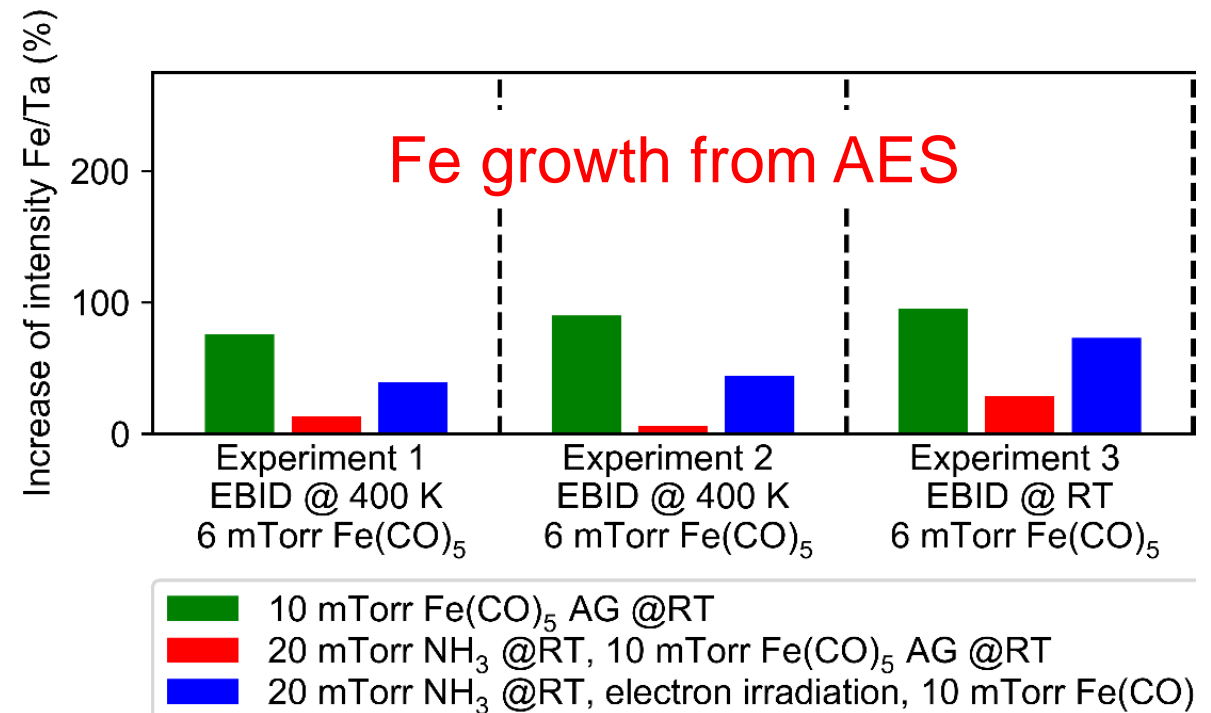 Increase of intensity Fe/Ta (%)
200
100
0
Fe growth from AES
Experiment 1
EBID @ 400 K
6 mTorr Fe(CO)₅
Experiment 2
EBID @ 400 K
6 mTorr Fe(CO)₅
Experiment 3
EBID @ RT
6 mTorr Fe(CO)₅
10 mTorr Fe(CO)₅ AG @RT
20 mTorr NH₃ @RT, 10 mTorr Fe(CO)₅ AG @RT
20 mTorr NH₃ @RT, electron irradiation, 10 mTorr Fe(CO)